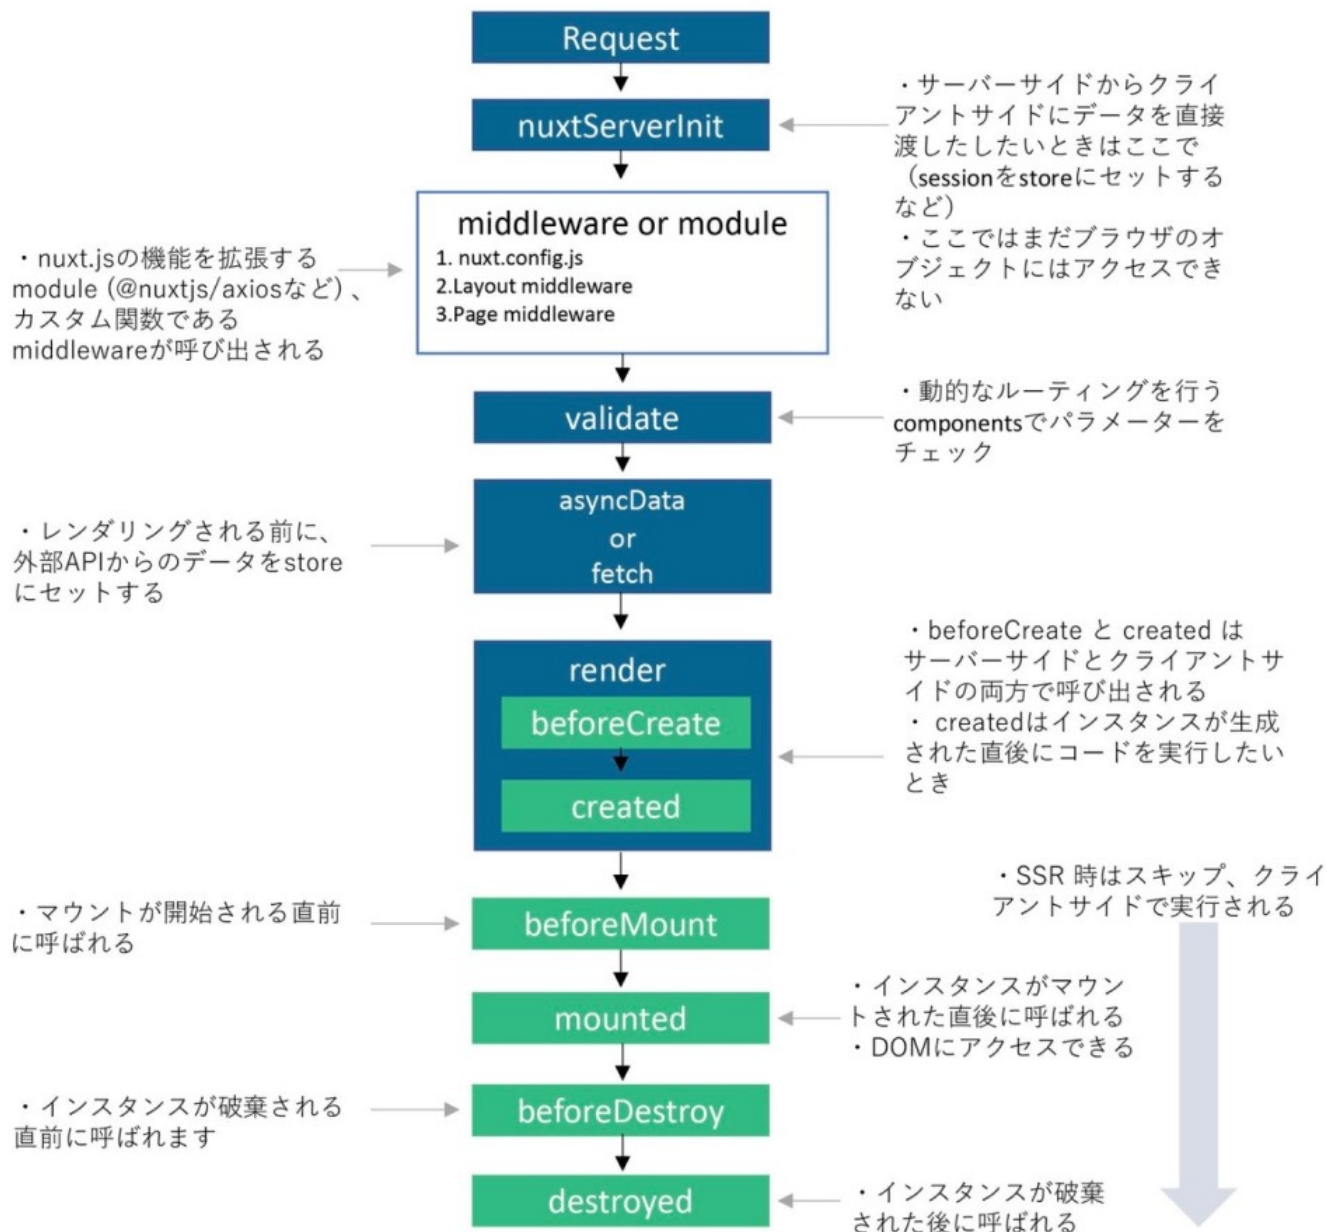 Request
nuxtServerInit
・サーバーサイドからクライ
アントサイドにデータを直接
渡したしたいときはここで
（sessionをstoreにセットする
など）
・ここではまだブラウザのオ
ブジェクトにはアクセスでき
ない
middleware or module
1. nuxt.config.js
2.Layout middleware
3.Page middleware
・nuxt.jsの機能を拡張する
module (@nuxtjs/axiosなど) 、
カスタム関数である
middlewareが呼び出される
validate
・動的なルーティングを行う
componentsでパラメーターを
チェック
asyncData
or
fetch
・レンダリングされる前に、
外部APIからのデータをstore
にセットする
render
beforeCreate
created
・beforeCreate と created は
サーバーサイドとクライアントサ
イドの両方で呼び出される
・ createdはインスタンスが生成
された直後にコードを実行したい
とき
・SSR 時はスキップ、クライ
アントサイドで実行される
beforeMount
・マウントが開始される直前
に呼ばれる
mounted
・インスタンスがマウン
トされた直後に呼ばれる
・DOMにアクセスできる
beforeDestroy
・インスタンスが破棄される
直前に呼ばれます
destroyed
・インスタンスが破棄
された後に呼ばれる